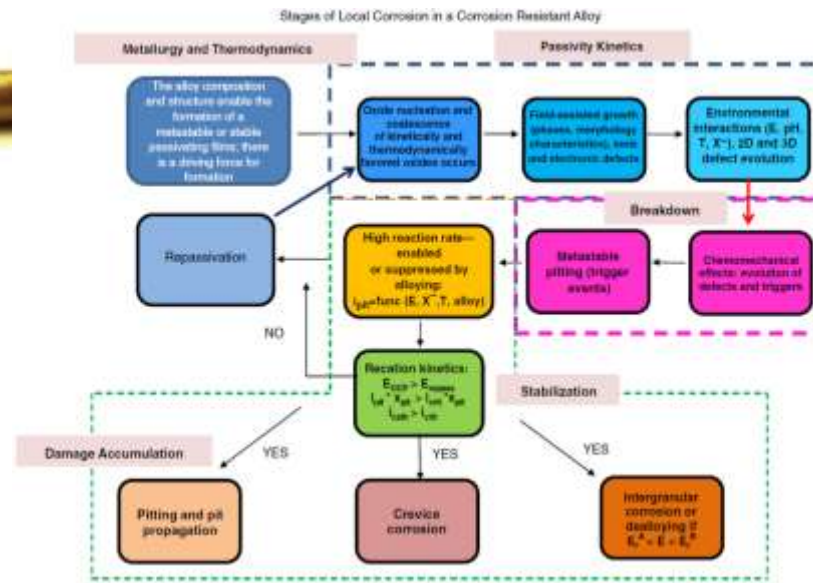 Stages of Local Corrosion in a Corrosion Resistant Alloy
Metallurgy and Thermodynamics
Passivity Kinetics
The alloy composition
and structure enable the
formation of a
metastable or stable
passivating films; there
is a driving force for
formation
Oxide nucleation and
coalescence
of kinetically and
thermodynamically
favored oxides occurs
Field-assisted growth
(phases, morphology
characteristics), ionic
and electronic defects
Environmental
interactions (E, pH,
T, X⁻), 2D and 3D
defect evolution
Breakdown
Repassivation
High reaction rate—
enabled
or suppressed by
alloying:
=func (E, X⁻,T, alloy)
Metastable
pitting (trigger
events)
Chemomechanical
effects: evolution of
defects and triggers
NO
Recation kinetics:
Stabilization
Damage Accumulation
YES
YES
YES
Pitting and pit
propagation
Crevice
corrosion
Intergranular
corrosion or
dealloying if